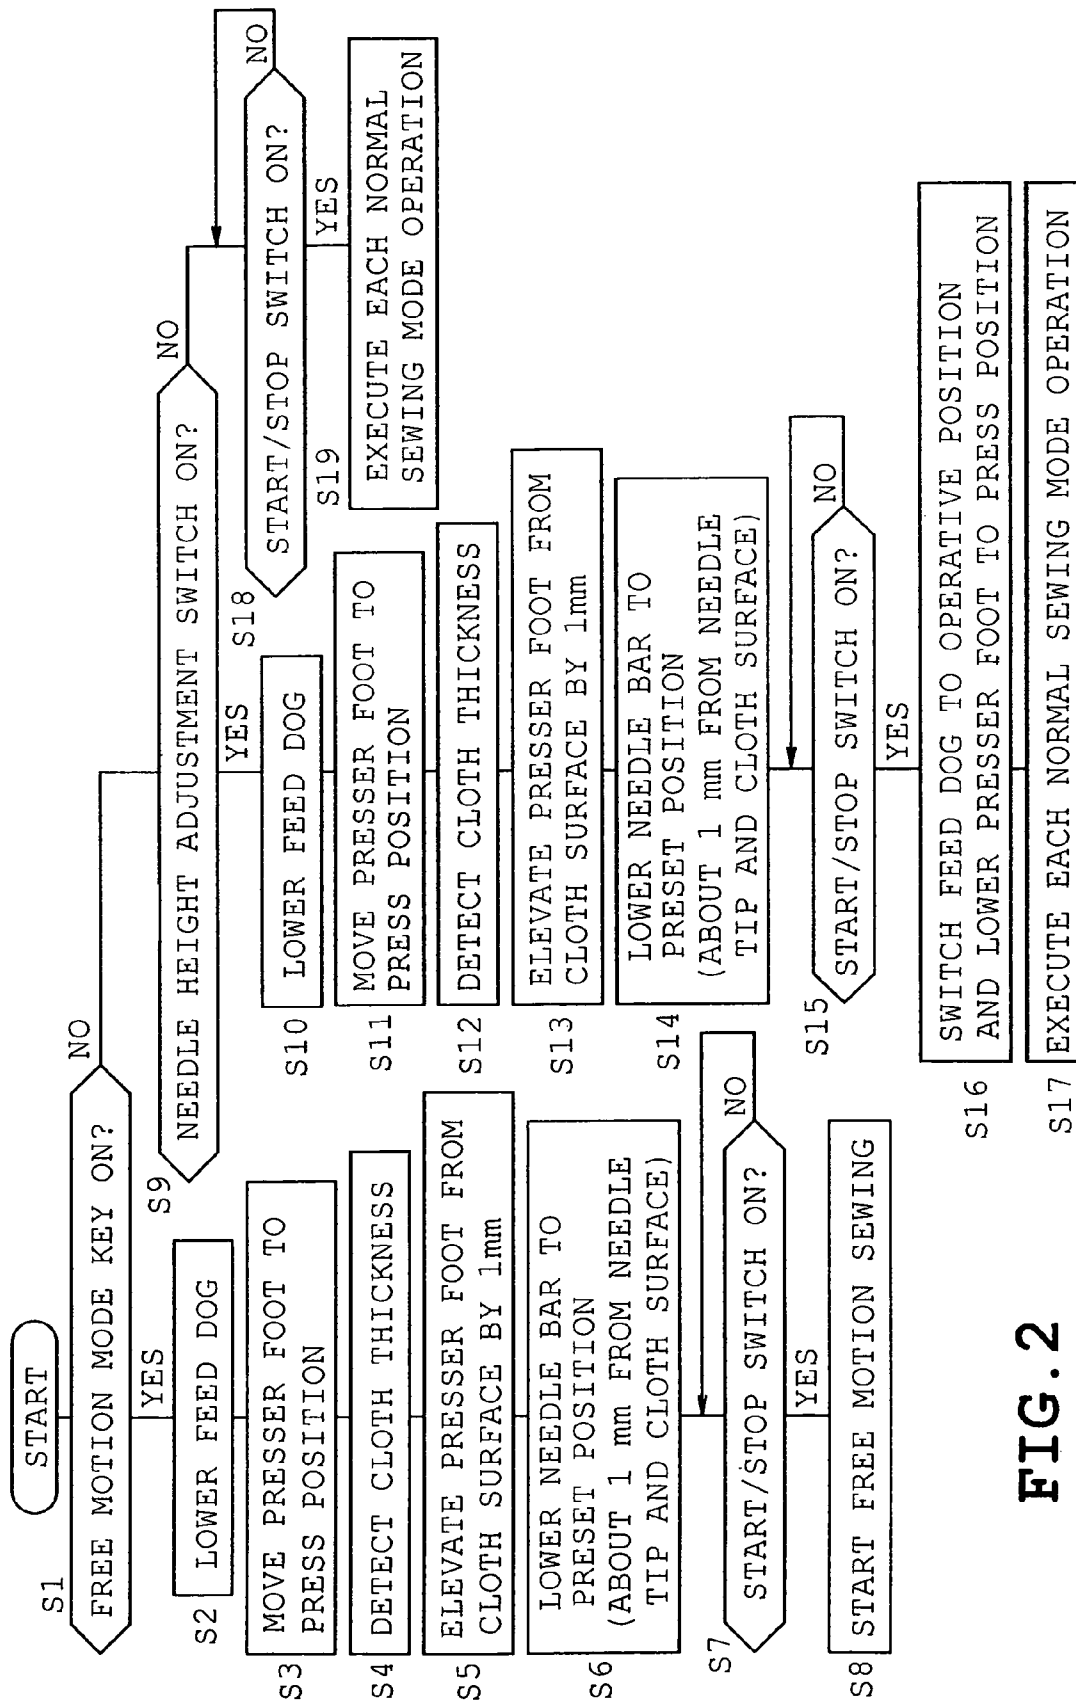 START
S1
FREE MOTION MODE KEY ON?
NO
YES
S2
LOWER FEED DOG
S3
MOVE PRESSER FOOT TO
PRESS POSITION
S4
DETECT CLOTH THICKNESS
S5
ELEVATE PRESSER FOOT FROM
CLOTH SURFACE BY 1mm
S6
LOWER NEEDLE BAR TO
PRESET POSITION
(ABOUT 1 mm FROM NEEDLE
TIP AND CLOTH SURFACE)
S7
START/STOP SWITCH ON?
NO
YES
S8
START FREE MOTION SEWING
S9
NEEDLE HEIGHT ADJUSTMENT SWITCH ON?
NO
YES
S10
LOWER FEED DOG
S11
MOVE PRESSER FOOT TO
PRESS POSITION
S12
DETECT CLOTH THICKNESS
S13
ELEVATE PRESSER FOOT FROM
CLOTH SURFACE BY 1mm
S14
LOWER NEEDLE BAR TO
PRESET POSITION
(ABOUT 1 mm FROM NEEDLE
TIP AND CLOTH SURFACE)
S15
START/STOP SWITCH ON?
NO
YES
S16
SWITCH FEED DOG TO OPERATIVE POSITION
AND LOWER PRESSER FOOT TO PRESS POSITION
S17
EXECUTE EACH NORMAL SEWING MODE OPERATION
S18
START/STOP SWITCH ON?
NO
YES
S19
EXECUTE EACH NORMAL
SEWING MODE OPERATION
FIG.2